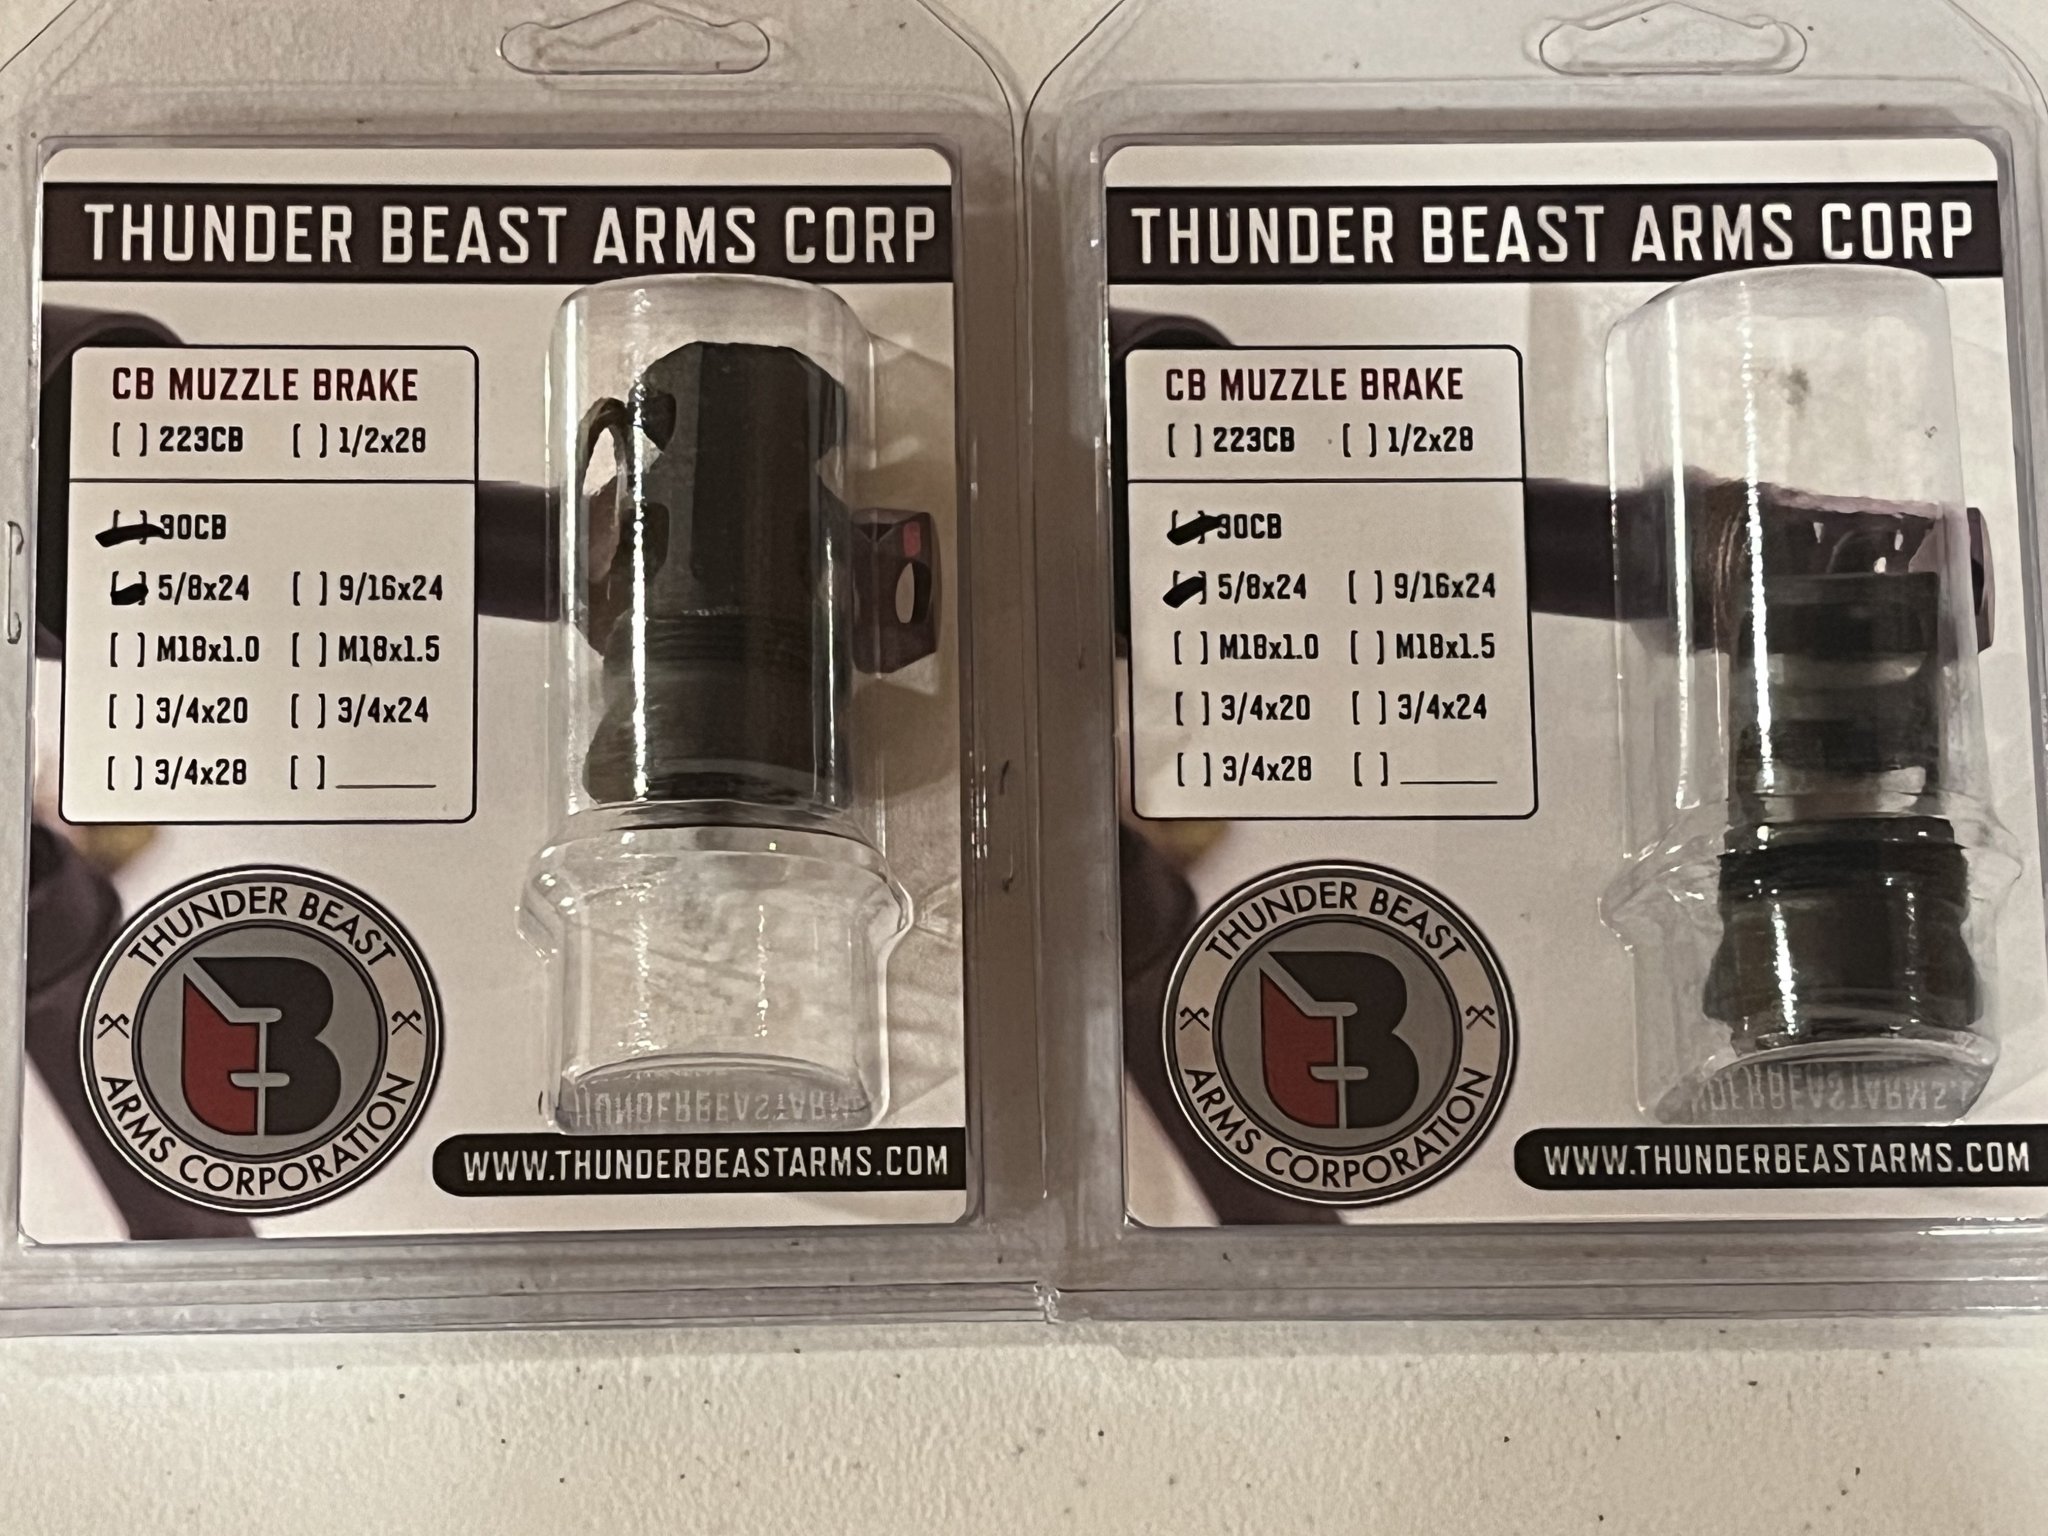 THUNDER BEAST ARMS CORP
CB MUZZLE BRAKE
[ ] 223CB [ ] 1/2x28
[ ] 30CB
[ ] 5/8x24 [ ] 9/16x24
[ ] M18x1.0 [ ] M18x1.5
[ ] 3/4x20 [ ] 3/4x24
[ ] 3/4x28 [ ] ______
THUNDER BEAST
B
ARMS CORPORATION
WWW.THUNDERBEASTARMS.COM
THUNDER BEAST ARMS CORP
CB MUZZLE BRAKE
[ ] 223CB [ ] 1/2x28
[ ] 30CB
[ ] 5/8x24 [ ] 9/16x24
[ ] M18x1.0 [ ] M18x1.5
[ ] 3/4x20 [ ] 3/4x24
[ ] 3/4x28 [ ] ______
THUNDER BEAST
B
ARMS CORPORATION
WWW.THUNDERBEASTARMS.COM